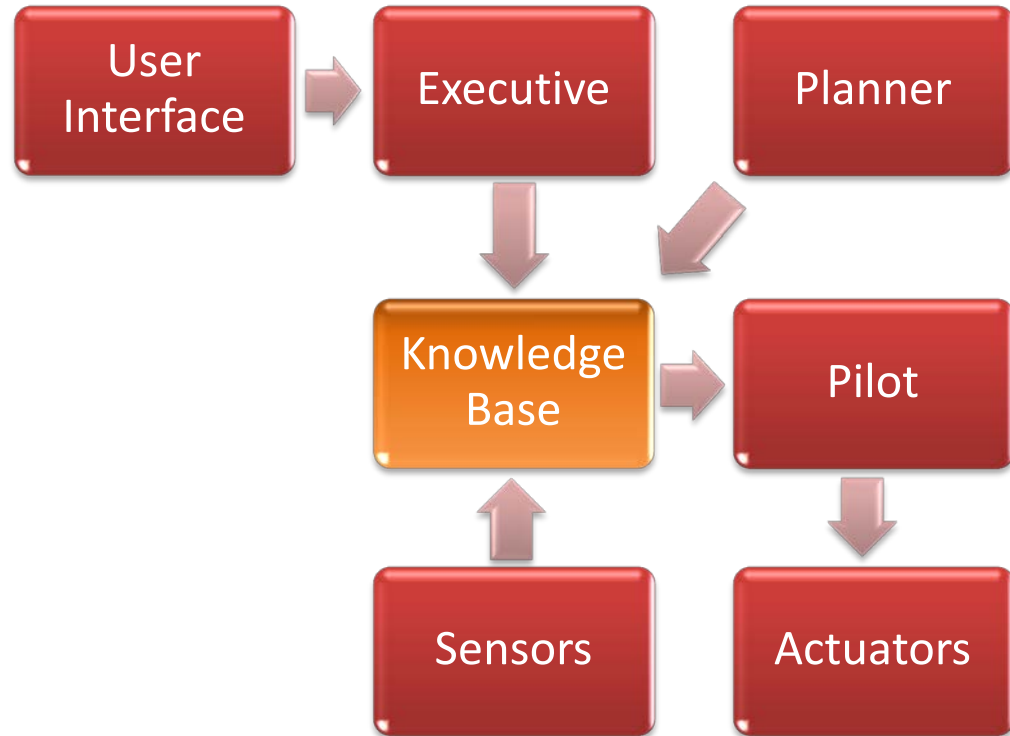 User
Interface
Executive
Planner
Knowledge
Base
Pilot
Sensors
Actuators